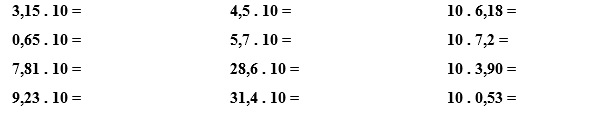 3,15 . 10 = 4,5 . 10 = 10 . 6,18 =
0,65 . 10 = 5,7 . 10 = 10 . 7,2 =
7,81 . 10 = 28,6 . 10 = 10 . 3,90 =
9,23 . 10 = 31,4 . 10 = 10 . 0,53 =